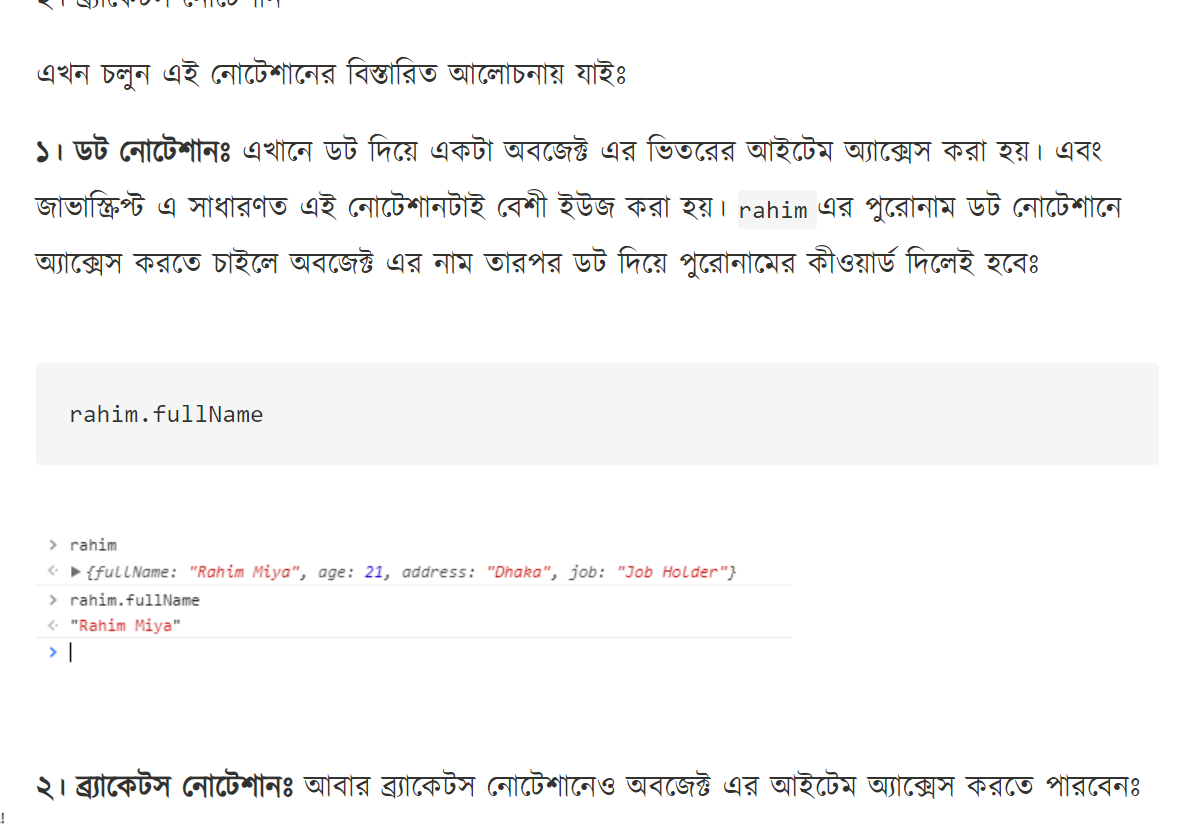 ২। ব্র্যাকেটস নোটেশান
এখন চলুন এই নোটেশানের বিস্তারিত আলোচনায় যাইঃ
১। ডট নোটেশানঃ এখানে ডট দিয়ে একটা অবজেক্ট এর ভিতরের আইটেম অ্যাক্সেস করা হয়। এবং
জাভাস্ক্রিপ্ট এ সাধারণত এই নোটেশানটাই বেশী ইউজ করা হয়। rahim এর পুরোনাম ডট নোটেশানে
অ্যাক্সেস করতে চাইলে অবজেক্ট এর নাম তারপর ডট দিয়ে পুরোনামের কীওয়ার্ড দিলেই হবেঃ
rahim.fullName
> rahim
<· ▶ {fullName: "Rahim Miya", age: 21, address: "Dhaka", job: "Job Holder"}
> rahim.fullName
<· "Rahim Miya"
>
২। ব্র্যাকেটস নোটেশানঃ আবার ব্র্যাকেটস নোটেশানেও অবজেক্ট এর আইটেম অ্যাক্সেস করতে পারবেনঃ